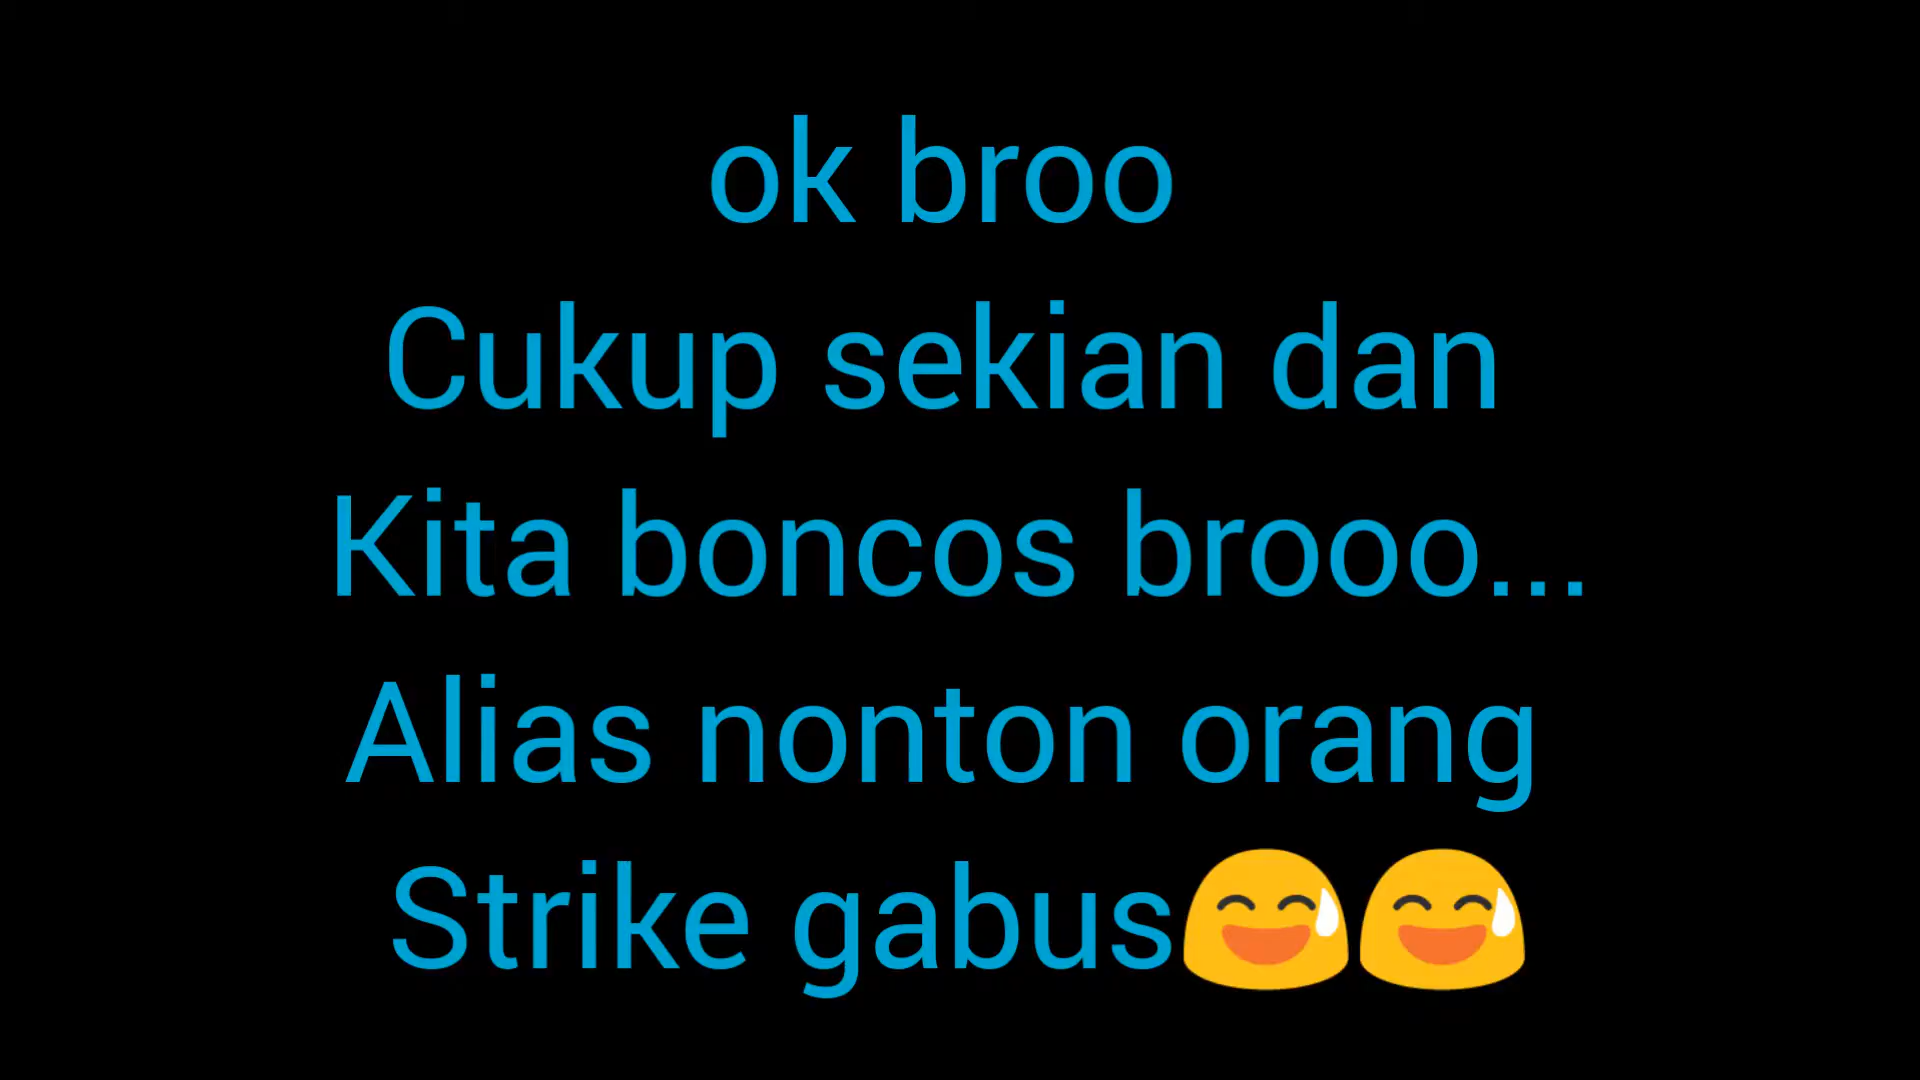 ok broo
Cukup sekian dan
Kita boncos brooo...
Alias nonton orang
Strike gabus😅😅